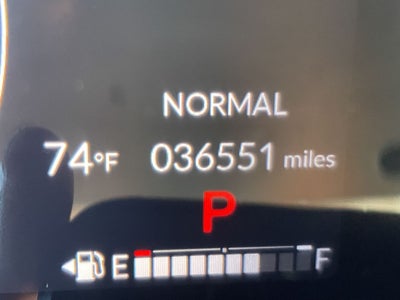 NORMAL
74°F 036551 miles
P
E F